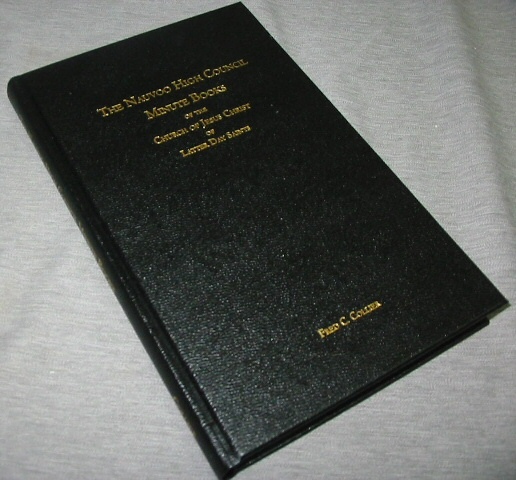 The Nauvoo High Council
Minute Books
of the
Church of Jesus Christ
of
Latter Day Saints
Fred C. Collier